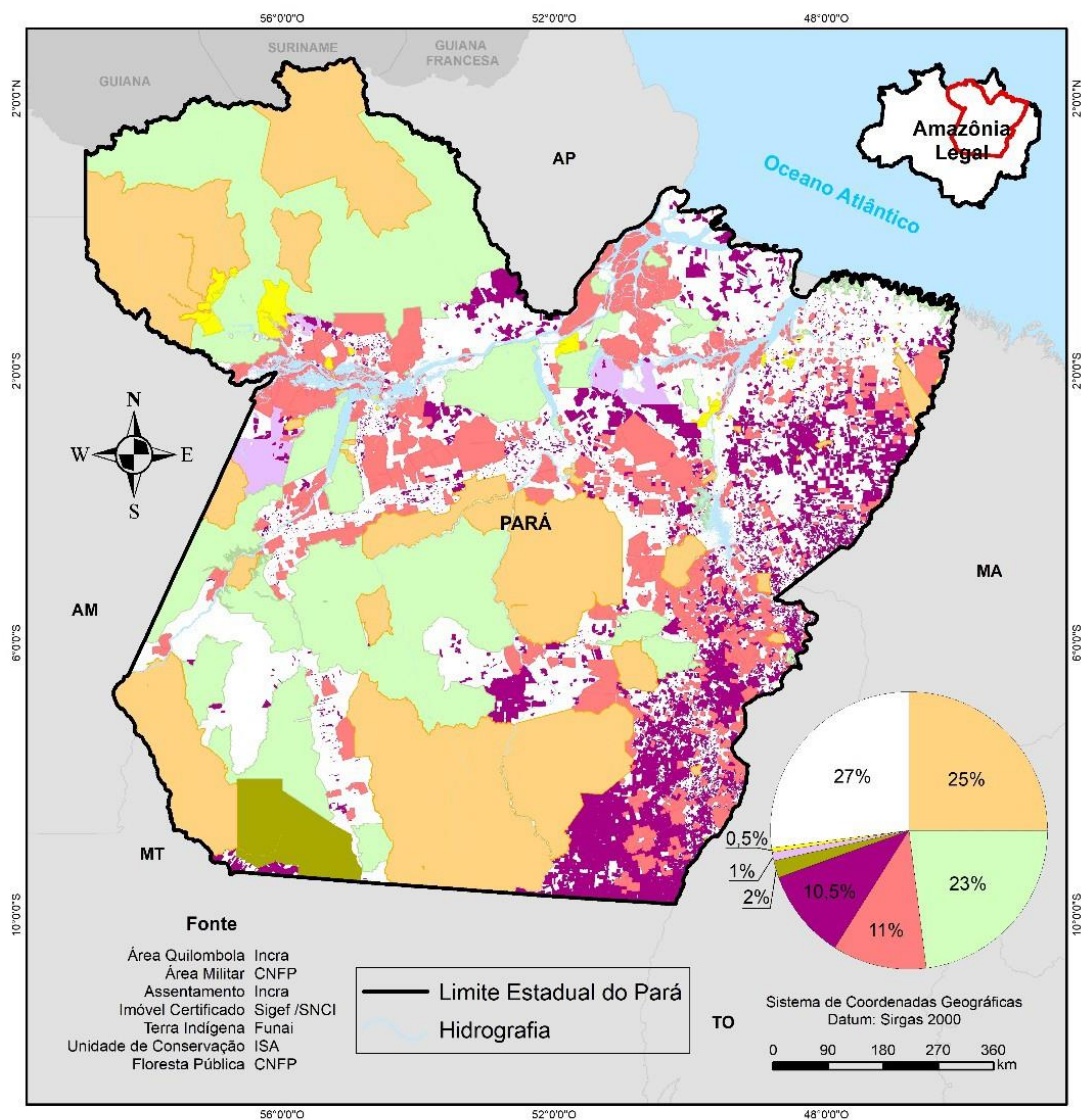 56°0'0"O
52°0'0"O
48°0'0"O
2°0'0"N
2°0'0"N
SURINAME
GUIANA
FRANCESA
GUIANA
AP
Amazônia
Legal
Oceano Atlântico
2°0'0"S
2°0'0"S
N
W
E
S
PARÁ
AM
MA
6°0'0"S
6°0'0"S
MT
27%
25%
0,5%
1%
2%
10,5%
11%
23%
10°0'0"S
10°0'0"S
Fonte
Área Quilombola Incra
Área Militar CNFP
Assentamento Incra
Imóvel Certificado Sigef /SNCI
Terra Indígena Funai
Unidade de Conservação ISA
Floresta Pública CNFP
Limite Estadual do Pará
Hidrografia
TO
Sistema de Coordenadas Geográficas
Datum: Sirgas 2000
0 90 180 270 360
km
56°0'0"O
52°0'0"O
48°0'0"O